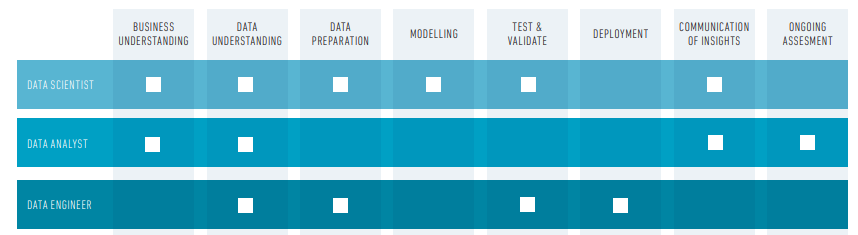 BUSINESS
UNDERSTANDING
DATA
UNDERSTANDING
DATA
PREPARATION
MODELLING
TEST &
VALIDATE
DEPLOYMENT
COMMUNICATION
OF INSIGHTS
ONGOING
ASSESMENT
DATA SCIENTIST
DATA ANALYST
DATA ENGINEER